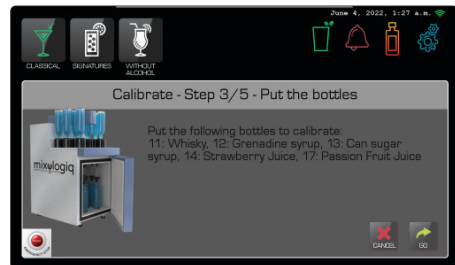 June 4, 2022, 1:27 a.m.
CLASSICAL
SIGNATURES
WITHOUT
ALCOHOL
Calibrate - Step 3/5 - Put the bottles
Put the following bottles to calibrate:
11: Whisky, 12: Grenadine syrup, 13: Can sugar
syrup, 14: Strawberry Juice, 17: Passion Fruit Juice
mixologiq
EMERGENCY STOP
CANCEL
GO